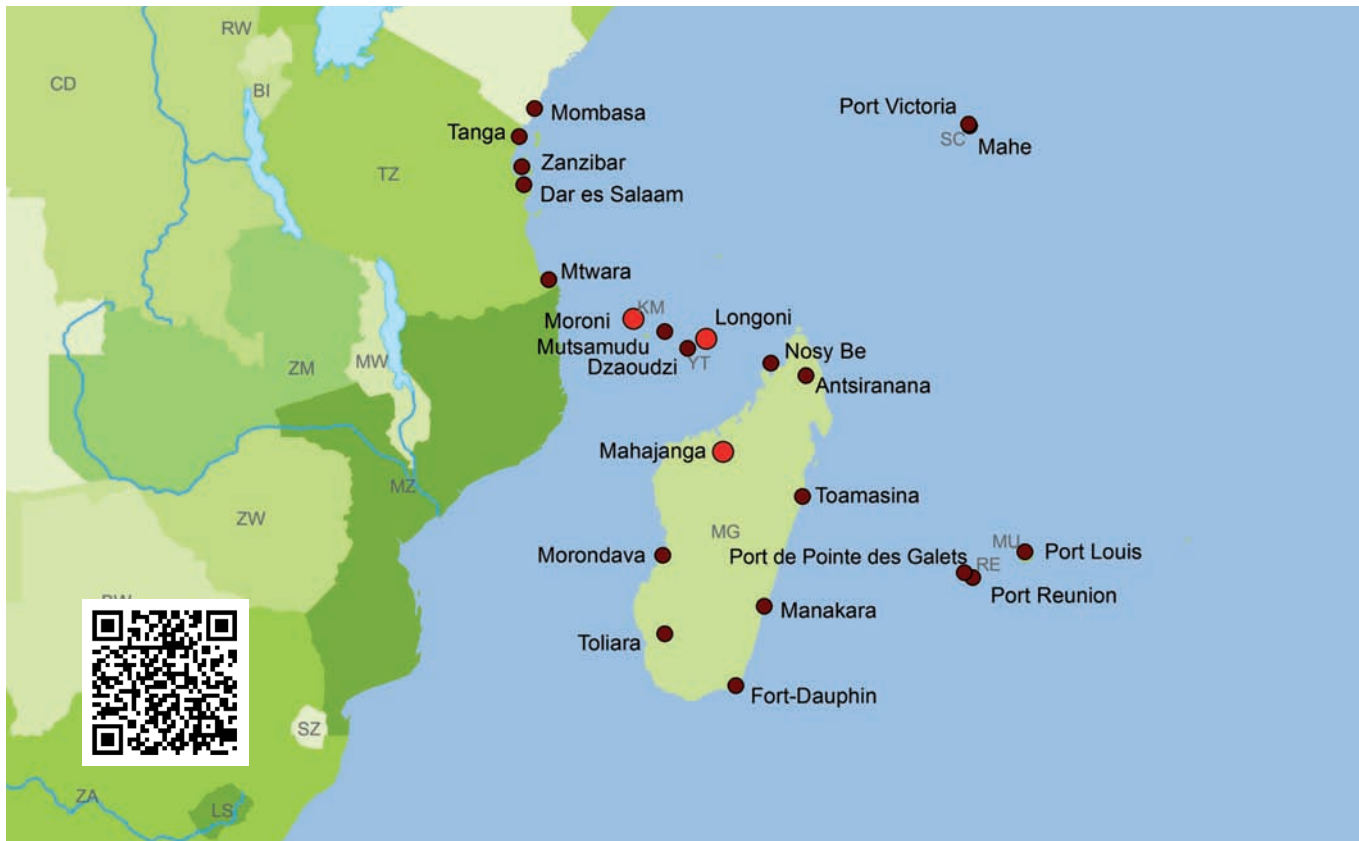 RW
CD
BI
Mombasa
Port Victoria
Tanga
SC
Mahe
Zanzibar
TZ
Dar es Salaam
Mtwara
KM
Moroni
Longoni
Mutsamudu
Nosy Be
Dzaoudzi
YT
ZM
MW
Antsiranana
Mahajanga
MZ
Toamasina
ZW
MG
MU
Port Louis
Morondava
Port de Pointe des Galets
RE
Port Reunion
Manakara
Toliara
Fort-Dauphin
SZ
ZA
LS